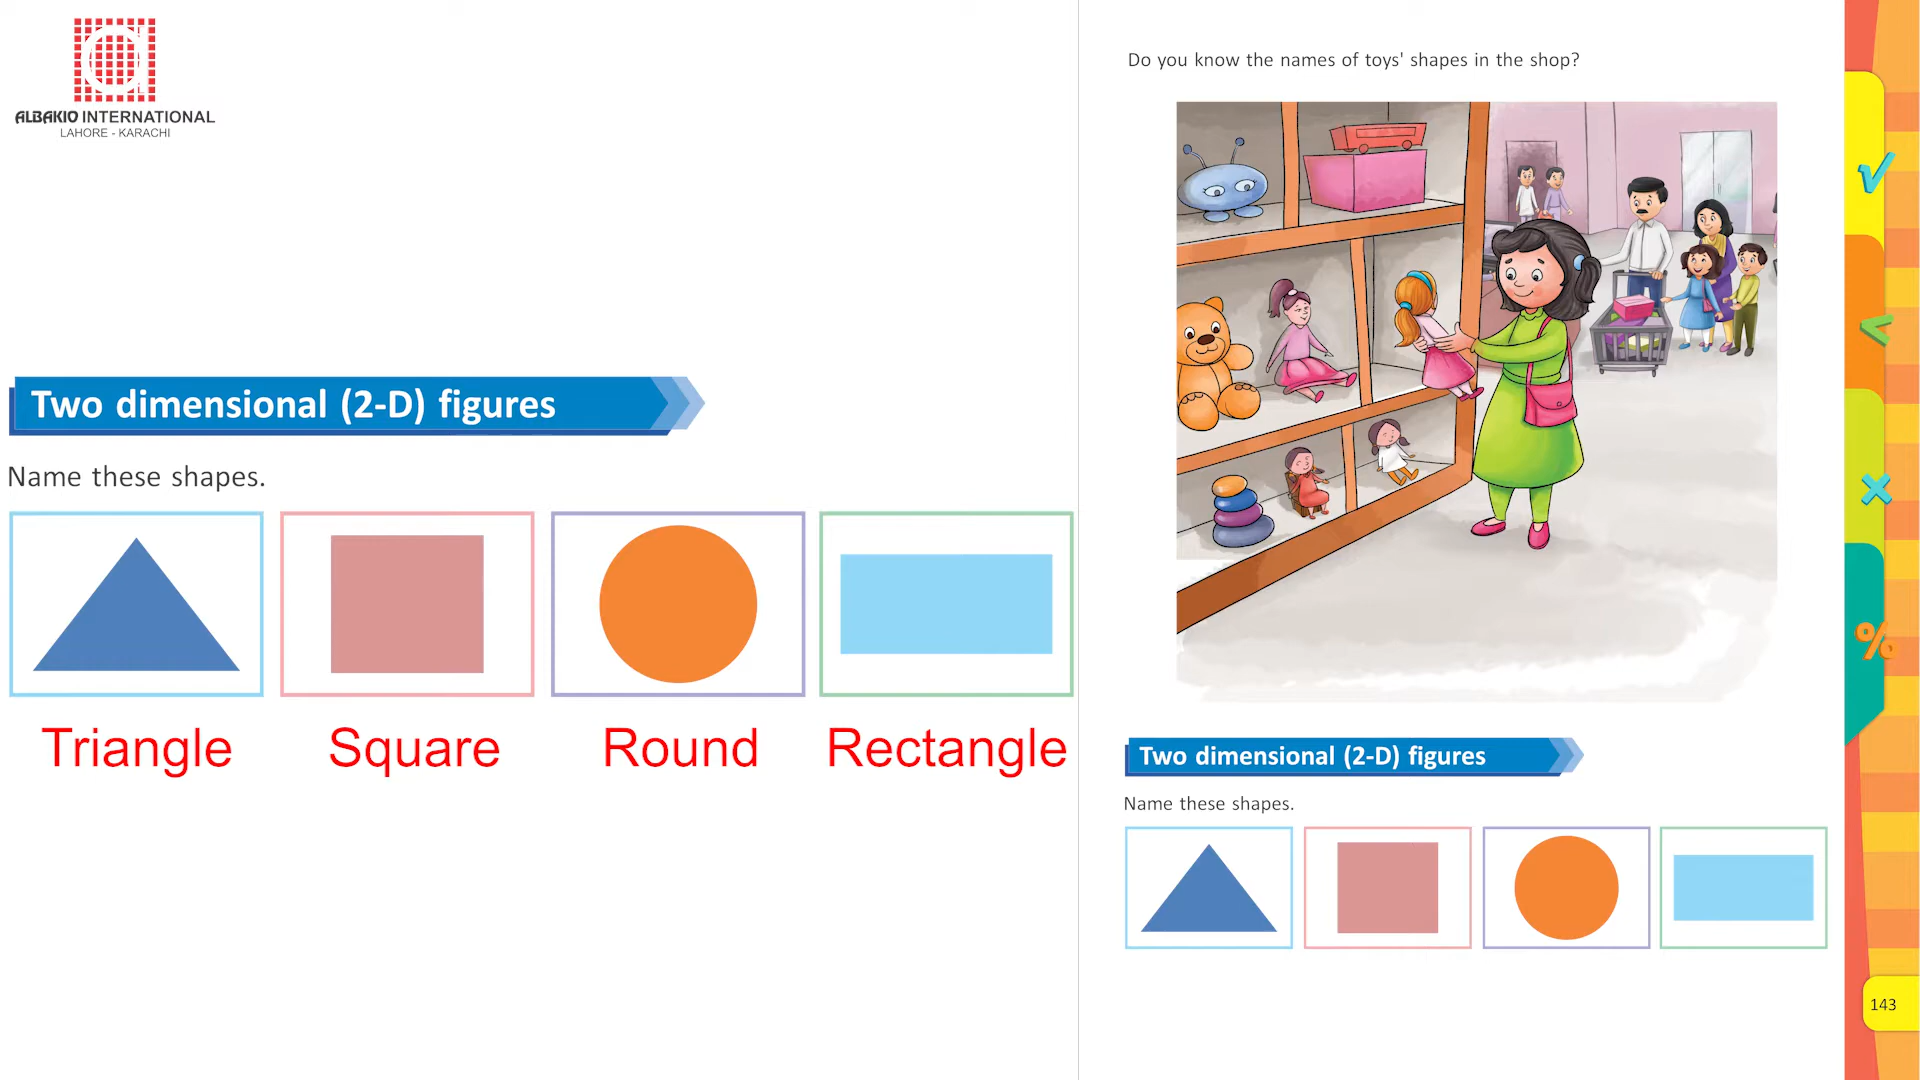 ALBAKIO INTERNATIONAL
LAHORE - KARACHI
Two dimensional (2-D) figures
Name these shapes.
Triangle Square Round Rectangle
Do you know the names of toys' shapes in the shop?
√
<
×
%
Two dimensional (2-D) figures
Name these shapes.
143